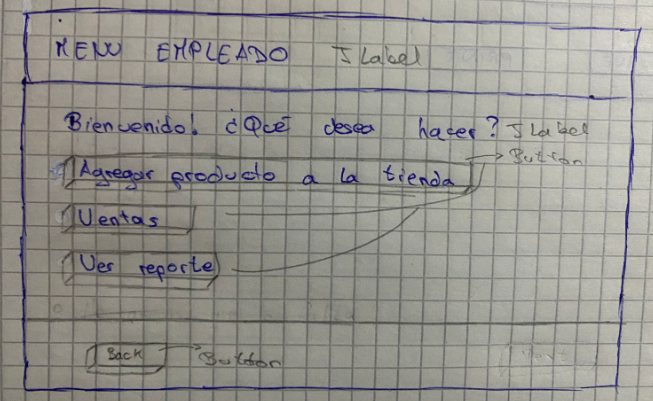 MENU EMPLEADO JLabel
Bienvenido! ¿Qué desea hacer? JLabel
Button
Agregar producto a la tienda
Ventas
Ver reporte
Back Button